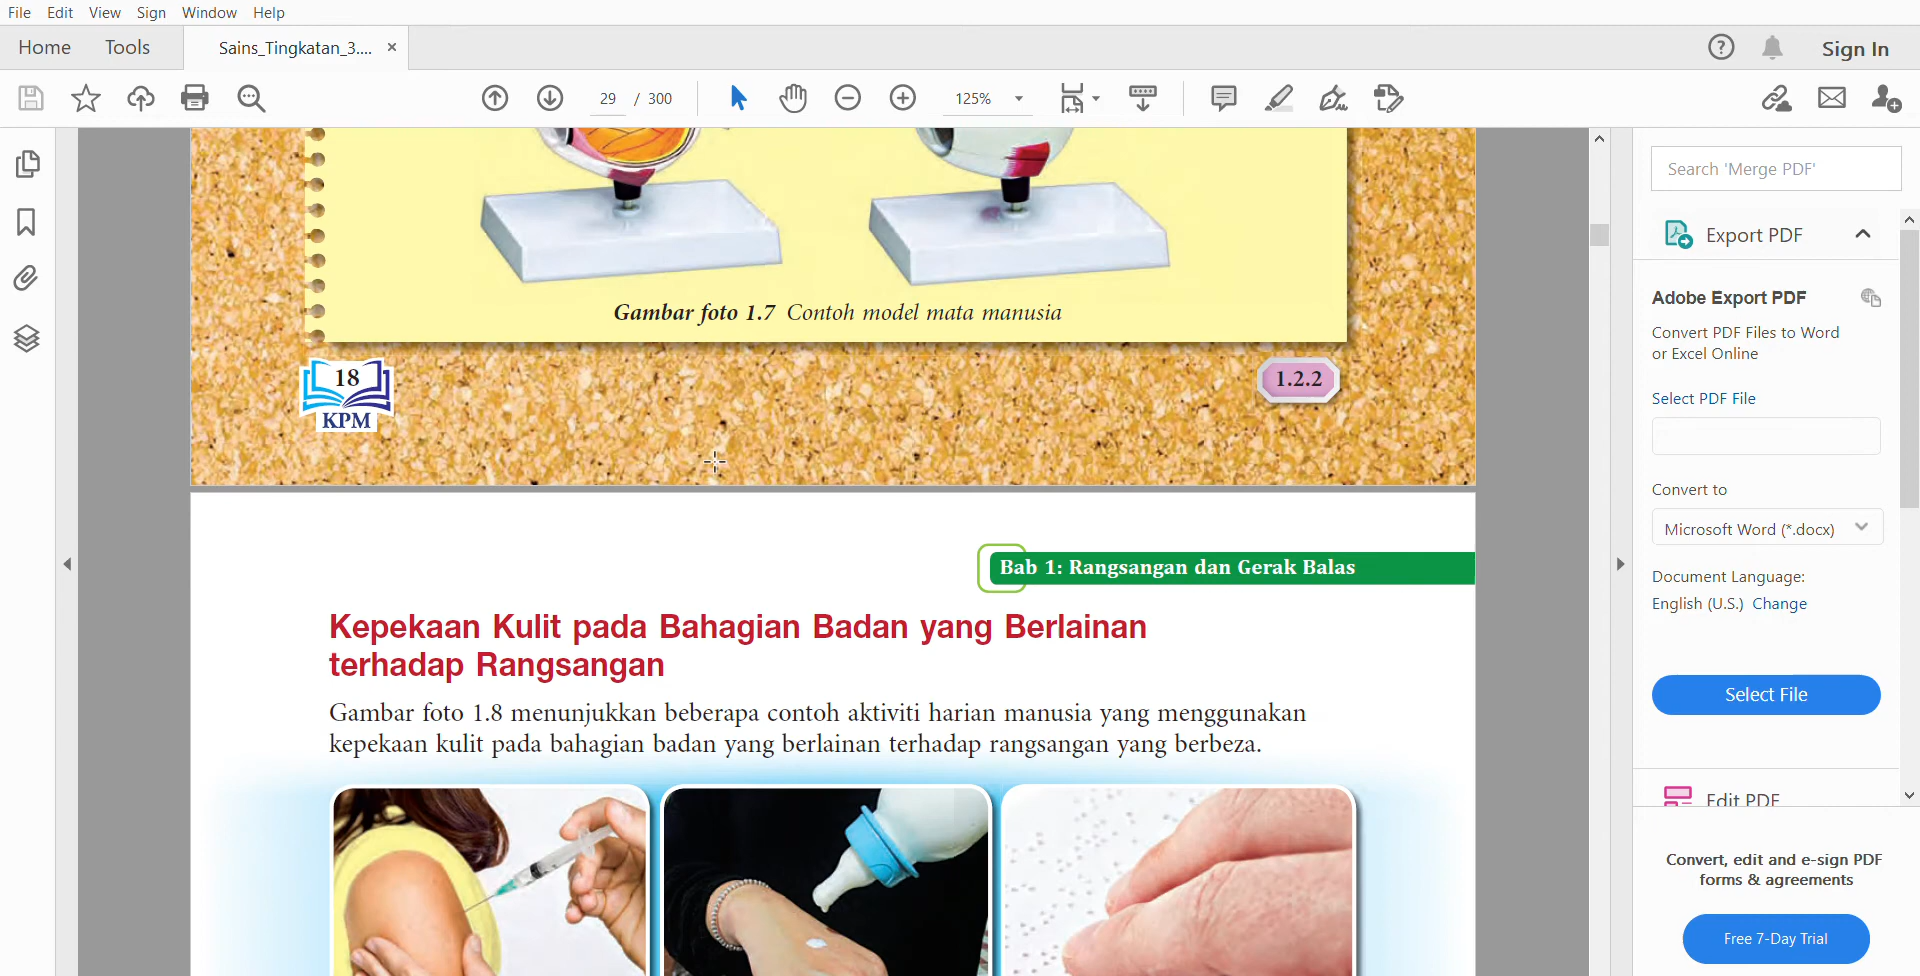 File Edit View Sign Window Help
Home Tools Sains_Tingkatan_3.... × Sign In
29 / 300 125%
Gambar foto 1.7 Contoh model mata manusia
18
KPM
1.2.2
Bab 1: Rangsangan dan Gerak Balas
Kepekaan Kulit pada Bahagian Badan yang Berlainan
terhadap Rangsangan
Gambar foto 1.8 menunjukkan beberapa contoh aktiviti harian manusia yang menggunakan
kepekaan kulit pada bahagian badan yang berlainan terhadap rangsangan yang berbeza.
Search 'Merge PDF'
Export PDF
Adobe Export PDF
Convert PDF Files to Word
or Excel Online
Select PDF File
Convert to
Microsoft Word (*.docx)
Document Language:
English (U.S.) Change
Select File
Edit PDF
Convert, edit and e-sign PDF
forms & agreements
Free 7-Day Trial